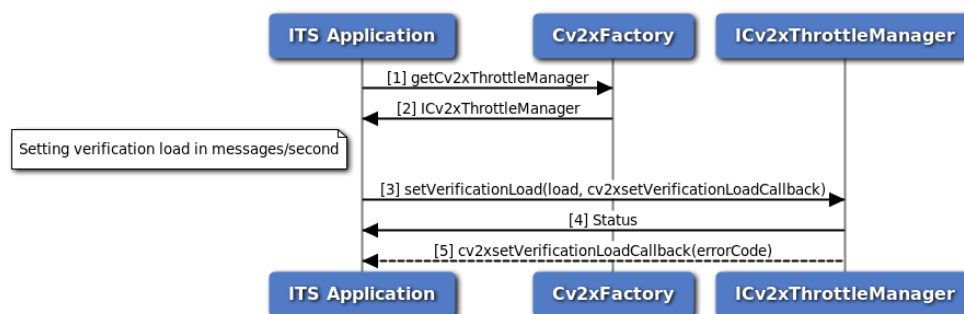 ITS Application
Cv2xFactory
ICv2xThrottleManager
[1] getCv2xThrottleManager
[2] ICv2xThrottleManager
Setting verification load in messages/second
[3] setVerificationLoad(load, cv2xsetVerificationLoadCallback)
[4] Status
[5] cv2xsetVerificationLoadCallback(errorCode)
ITS Application
Cv2xFactory
ICv2xThrottleManager